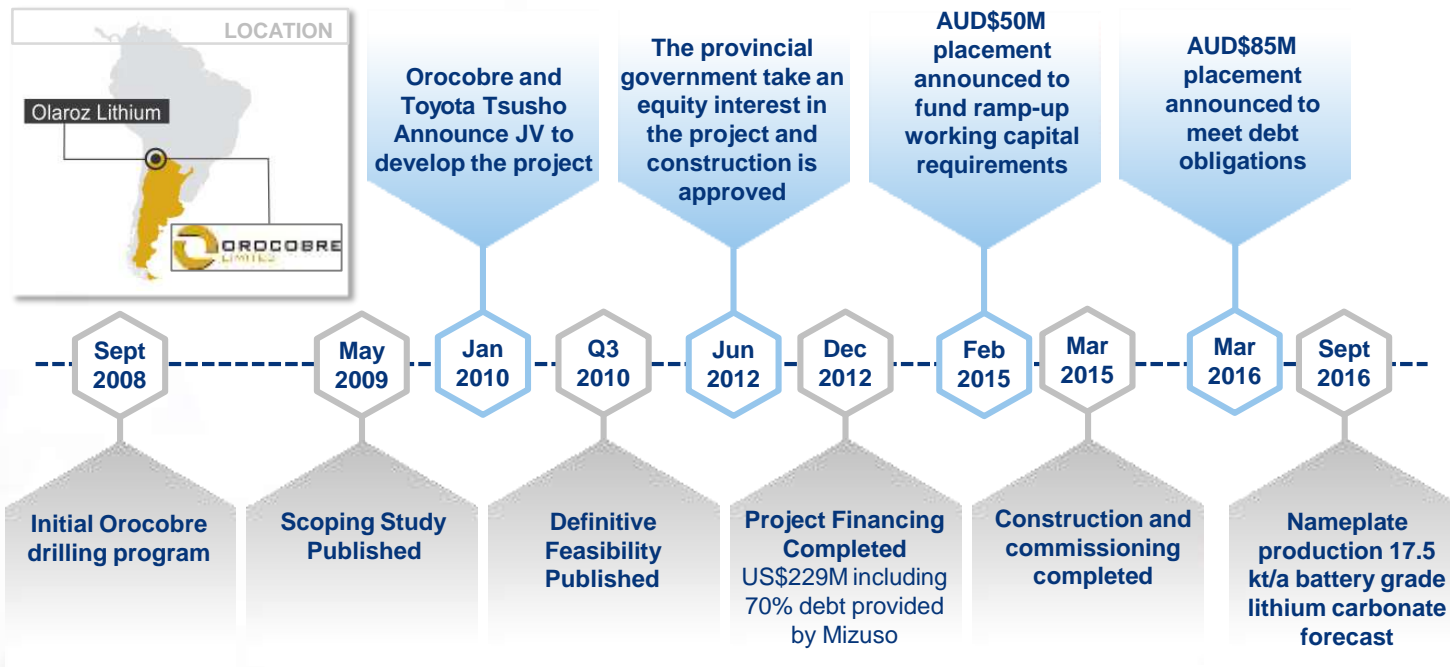 LOCATION
Olaroz Lithium
OROCOBRE
LIMITED
Orocobre and
Toyota Tsusho
Announce JV to
develop the project
The provincial
government take an
equity interest in
the project and
construction is
approved
AUD$50M
placement
announced to
fund ramp-up
working capital
requirements
AUD$85M
placement
announced to
meet debt
obligations
Sept
2008
May
2009
Jan
2010
Q3
2010
Jun
2012
Dec
2012
Feb
2015
Mar
2015
Mar
2016
Sept
2016
Initial Orocobre
drilling program
Scoping Study
Published
Definitive
Feasibility
Published
Project Financing
Completed
US$229M including
70% debt provided
by Mizuso
Construction and
commissioning
completed
Nameplate
production 17.5
kt/a battery grade
lithium carbonate
forecast